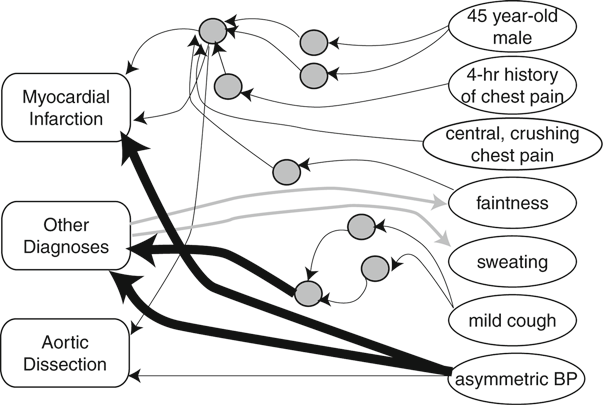 45 year-old
male
4-hr history
of chest pain
Myocardial
Infarction
central, crushing
chest pain
faintness
Other
Diagnoses
sweating
mild cough
Aortic
Dissection
asymmetric BP